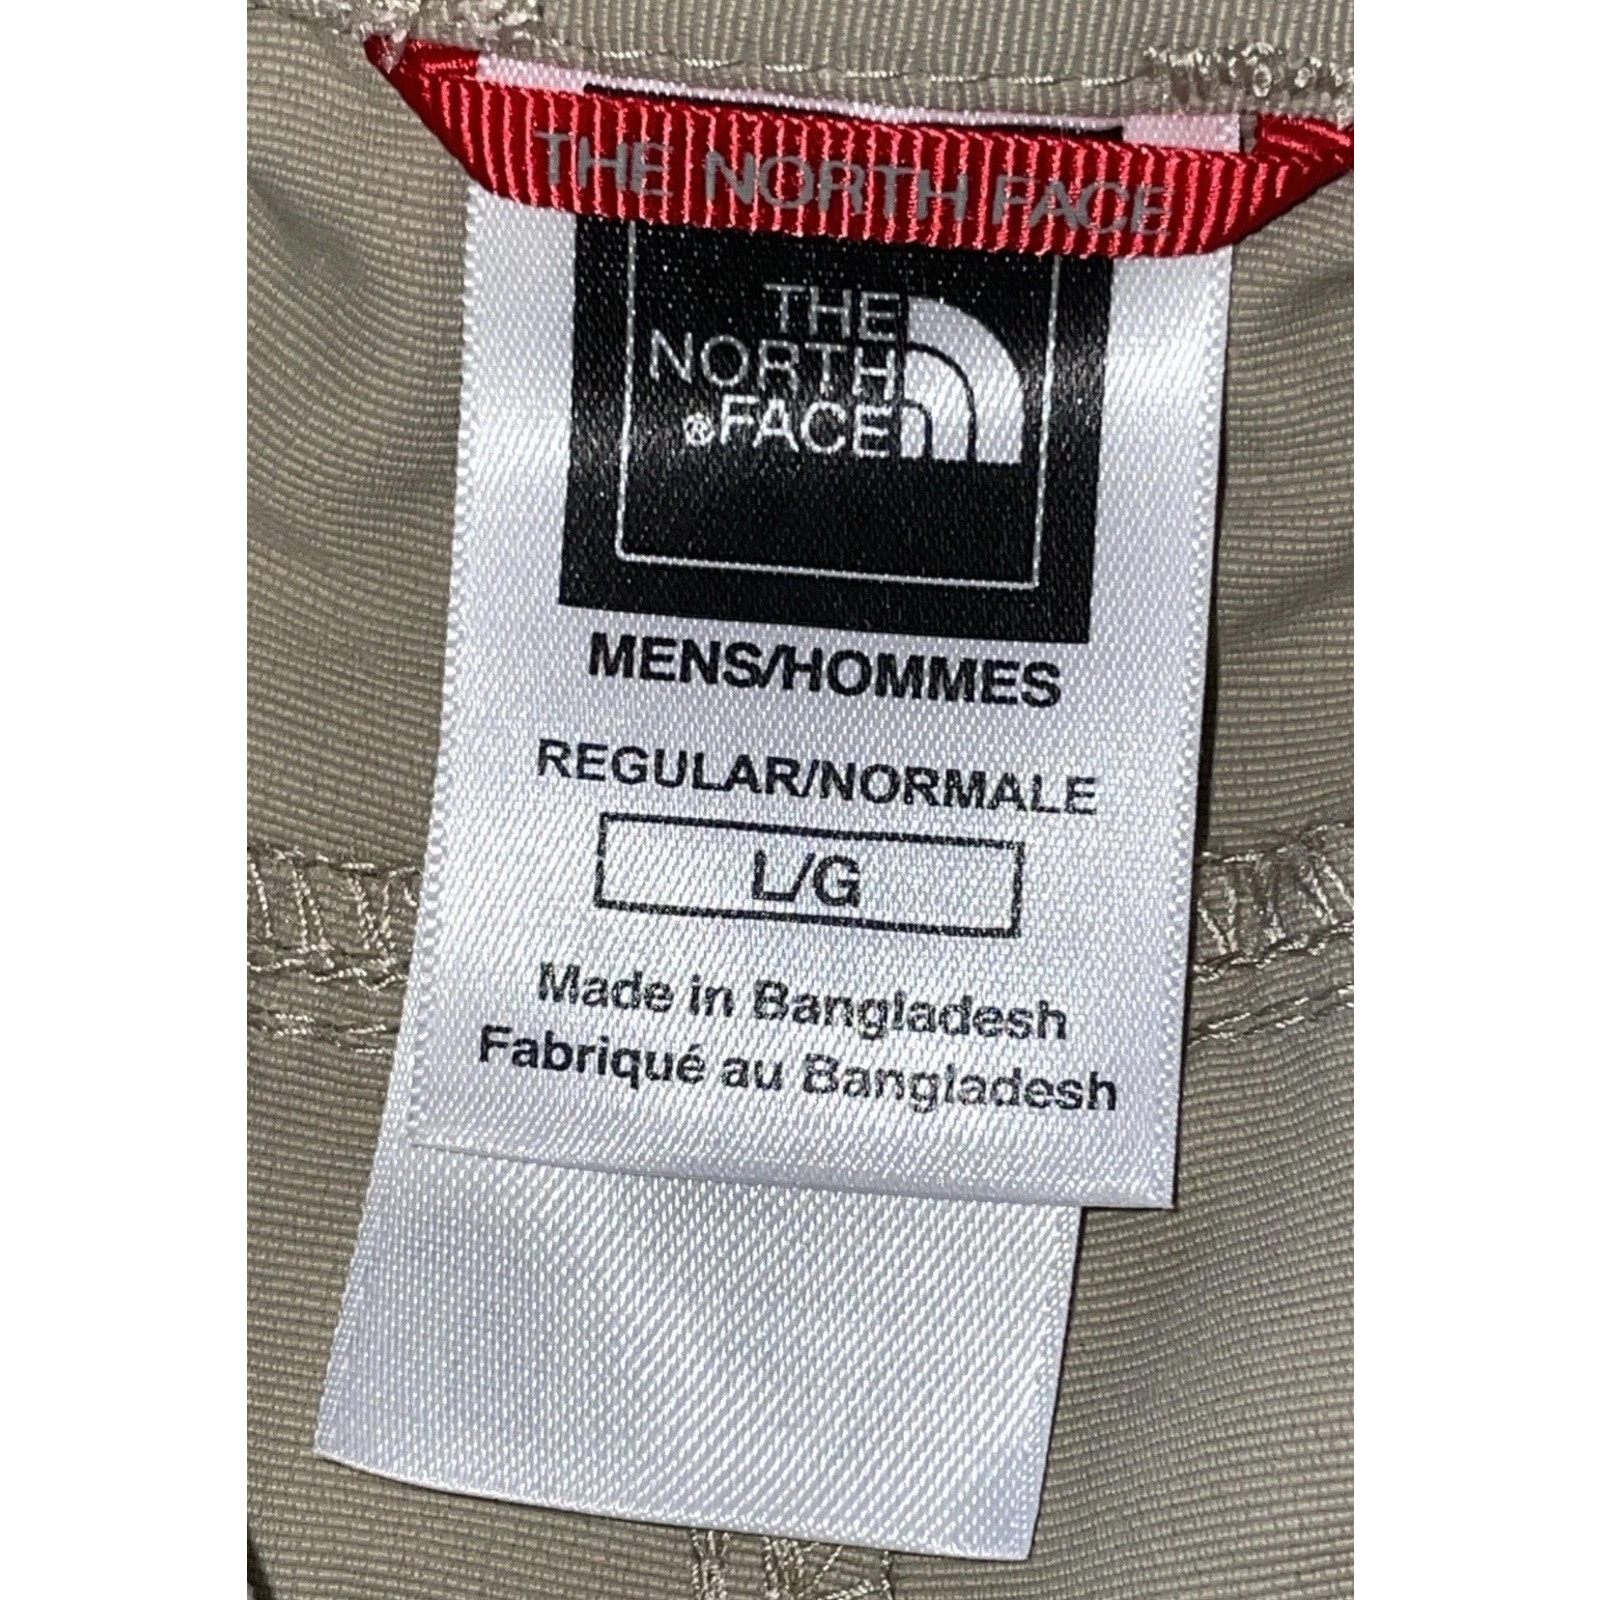 THE NORTH FACE
THE
NORTH
®FACE
MENS/HOMMES
REGULAR/NORMALE
L/G
Made in Bangladesh
Fabriqué au Bangladesh